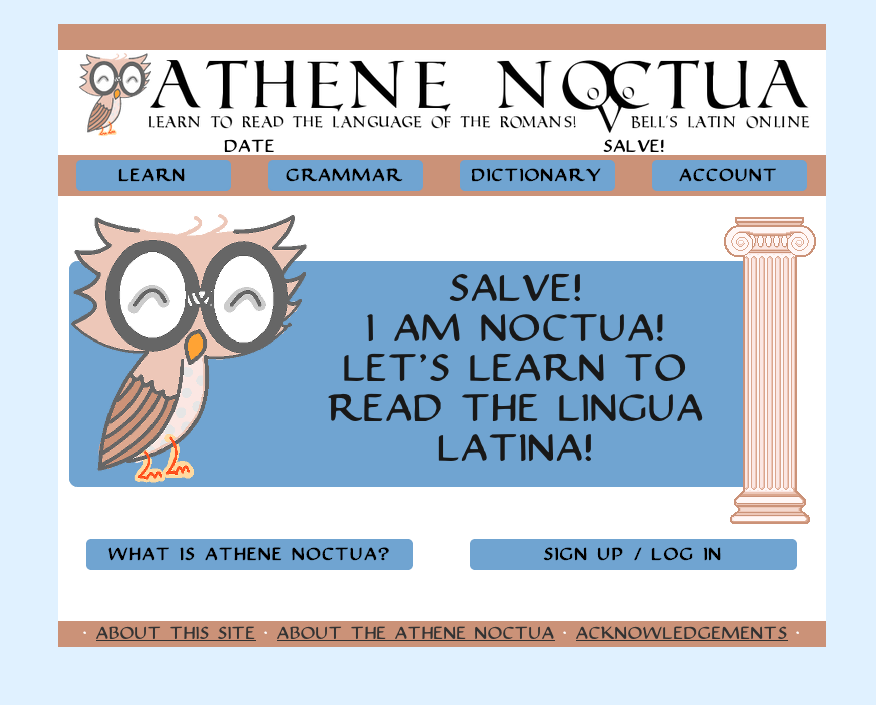 ATHENE NOCTUA
LEARN TO READ THE LANGUAGE OF THE ROMANS! BELL'S LATIN ONLINE
DATE SALVE!
LEARN GRAMMAR DICTIONARY ACCOUNT
SALVE!
I AM NOCTUA!
LET'S LEARN TO
READ THE LINGUA
LATINA!
WHAT IS ATHENE NOCTUA? SIGN UP / LOG IN
· ABOUT THIS SITE · ABOUT THE ATHENE NOCTUA · ACKNOWLEDGEMENTS ·